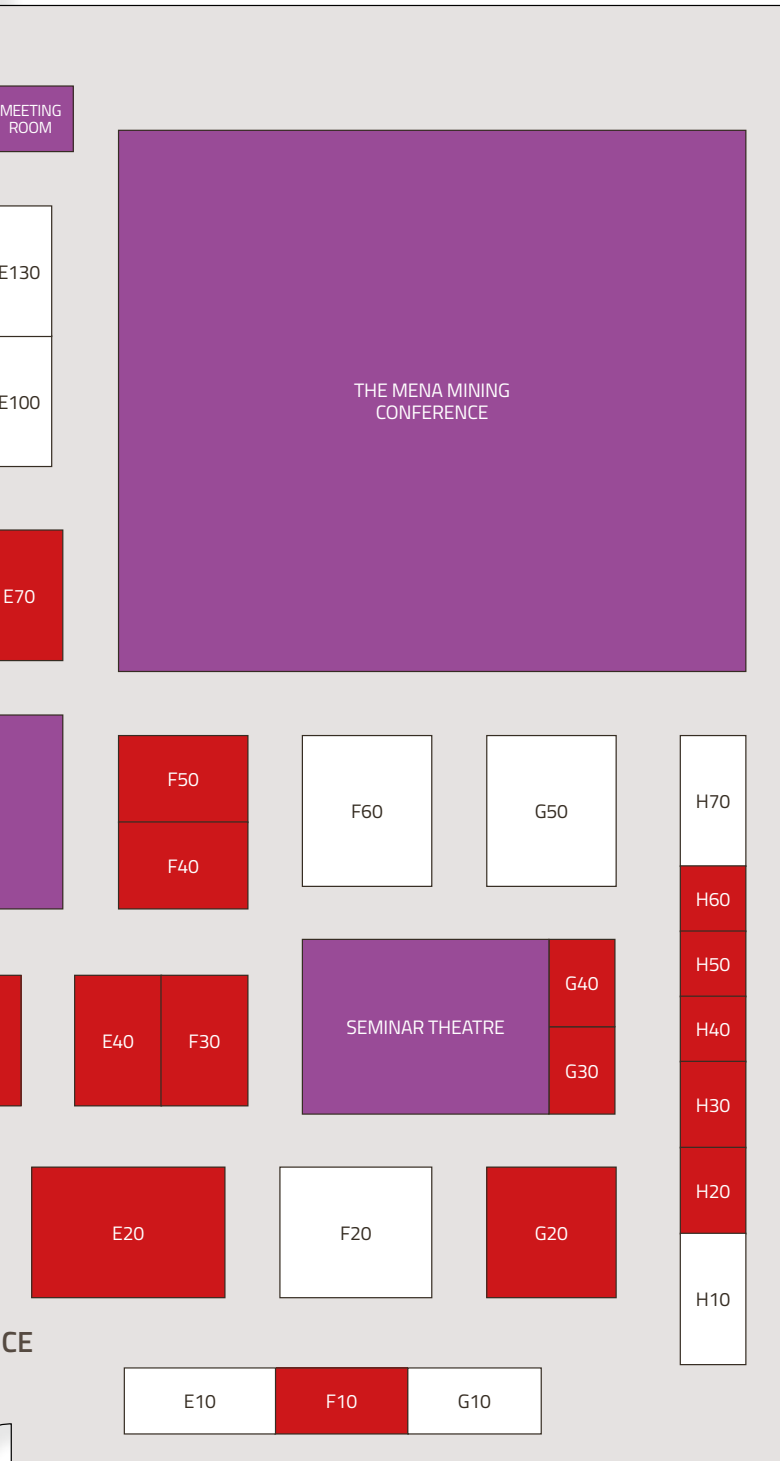 MEETING
ROOM
E130
E100
THE MENA MINING
CONFERENCE
E70
F50
F60
G50
H70
F40
H60
H50
G40
SEMINAR THEATRE
H40
E40
F30
G30
H30
H20
E20
F20
G20
H10
CE
E10
F10
G10